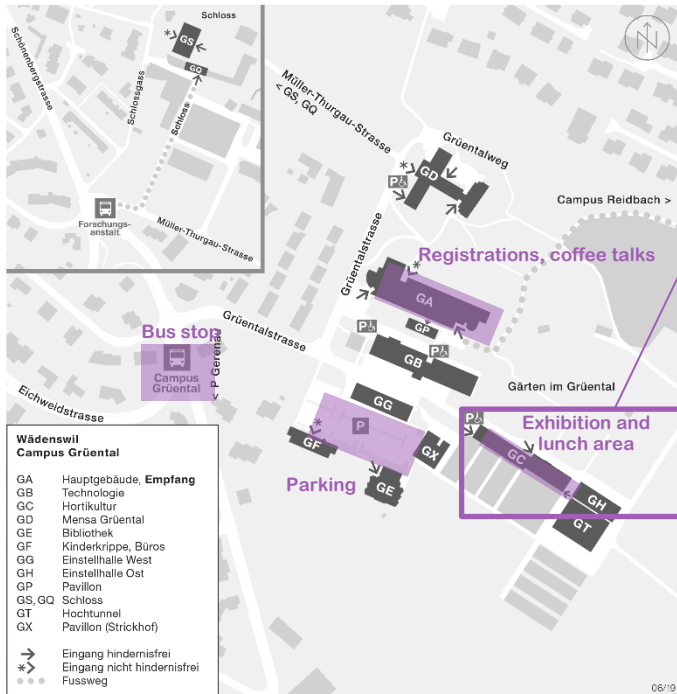 Schloss
GS
GQ
Schönenbergstrasse
Schlossgass
Schloss
Forschungs-
anstalt
Müller-Thurgau-Strasse
Müller-Thurgau-Strasse
< GS, GQ
N
Grüentalweg
GD
P
Campus Reidbach >
Registrations, coffee talks
Grüentalstrasse
GA
GP
Bus stop
Grüentalstrasse
P
P
GB
Campus
Grüental
< P Gerenau
Gärten im Grüental
Eichweidstrasse
GG
P
Exhibition and
lunch area
P
GF
GX
GC
Parking
GE
GH
GT
Wädenswil
Campus Grüental
GA Hauptgebäude, Empfang
GB Technologie
GC Hortikultur
GD Mensa Grüental
GE Bibliothek
GF Kinderkrippe, Büros
GG Einstellhalle West
GH Einstellhalle Ost
GP Pavillon
GS, GQ Schloss
GT Hochtunnel
GX Pavillon (Strickhof)
Eingang hindernisfrei
Eingang nicht hindernisfrei
Fussweg
06/19